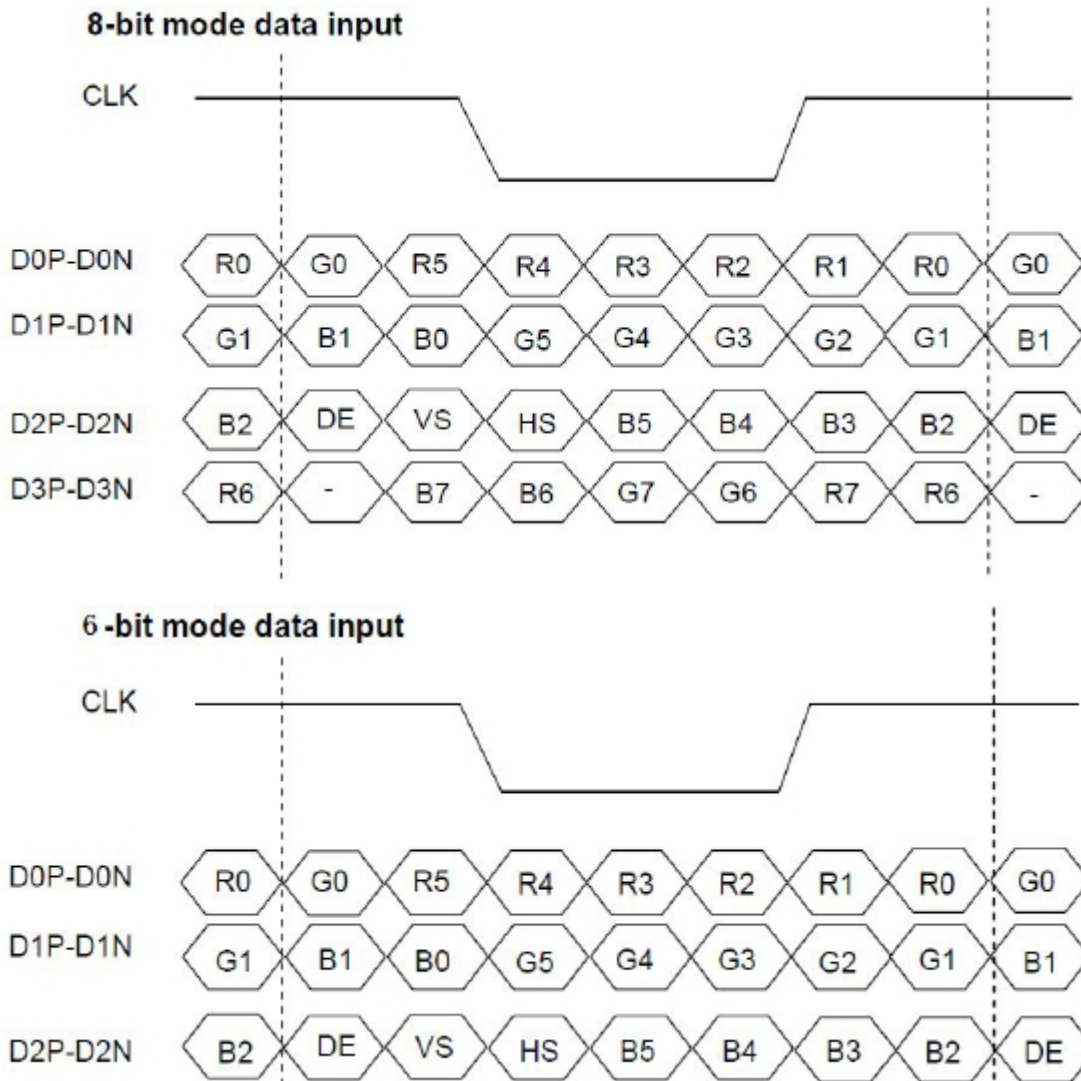 8-bit mode data input
CLK
D0P-D0N R0 G0 R5 R4 R3 R2 R1 R0 G0
D1P-D1N G1 B1 B0 G5 G4 G3 G2 G1 B1
D2P-D2N B2 DE VS HS B5 B4 B3 B2 DE
D3P-D3N R6 - B7 B6 G7 G6 R7 R6 -
6-bit mode data input
CLK
D0P-D0N R0 G0 R5 R4 R3 R2 R1 R0 G0
D1P-D1N G1 B1 B0 G5 G4 G3 G2 G1 B1
D2P-D2N B2 DE VS HS B5 B4 B3 B2 DE